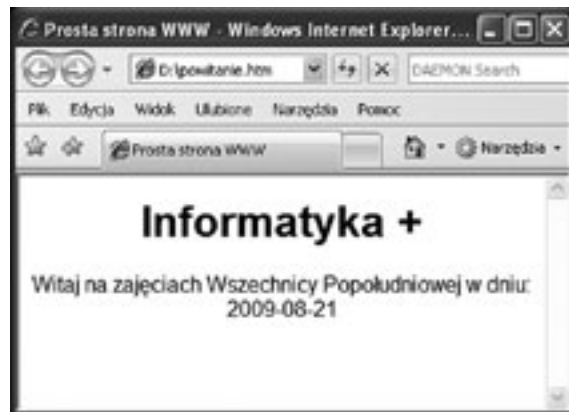 Prosta strona WWW - Windows Internet Explorer...
D:\powitanie.htm
DAEMON Search
Plik Edycja Widok Ulubione Narzędzia Pomoc
Prosta strona WWW
Narzędzia
Informatyka +
Witaj na zajęciach Wszechnicy Popołudniowej w dniu:
2009-08-21